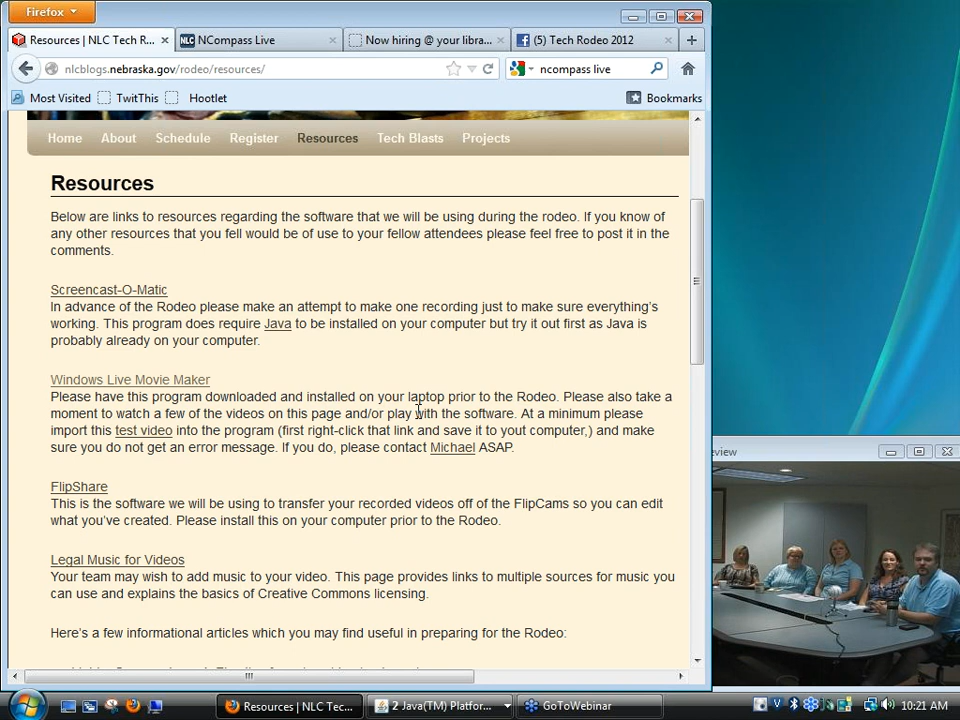 Firefox
Resources | NLC Tech R...
NLC NCompass Live
Now hiring @ your libra...
(5) Tech Rodeo 2012
nlcblogs.nebraska.gov/rodeo/resources/
ncompass live
Most Visited
TwitThis
Hootlet
Bookmarks
Home
About
Schedule
Register
Resources
Tech Blasts
Projects
Resources
Below are links to resources regarding the software that we will be using during the rodeo. If you know of
any other resources that you fell would be of use to your fellow attendees please feel free to post it in the
comments.
Screencast-O-Matic
In advance of the Rodeo please make an attempt to make one recording just to make sure everything's
working. This program does require Java to be installed on your computer but try it out first as Java is
probably already on your computer.
Windows Live Movie Maker
Please have this program downloaded and installed on your laptop prior to the Rodeo. Please also take a
moment to watch a few of the videos on this page and/or play with the software. At a minimum please
import this test video into the program (first right-click that link and save it to yout computer,) and make
sure you do not get an error message. If you do, please contact Michael ASAP.
FlipShare
This is the software we will be using to transfer your recorded videos off of the FlipCams so you can edit
what you've created. Please install this on your computer prior to the Rodeo.
Legal Music for Videos
Your team may wish to add music to your video. This page provides links to multiple sources for music you
can use and explains the basics of Creative Commons licensing.
Here's a few informational articles which you may find useful in preparing for the Rodeo:
eview
Resources | NLC Tec...
2 Java(TM) Platfor...
GoToWebinar
10:21 AM